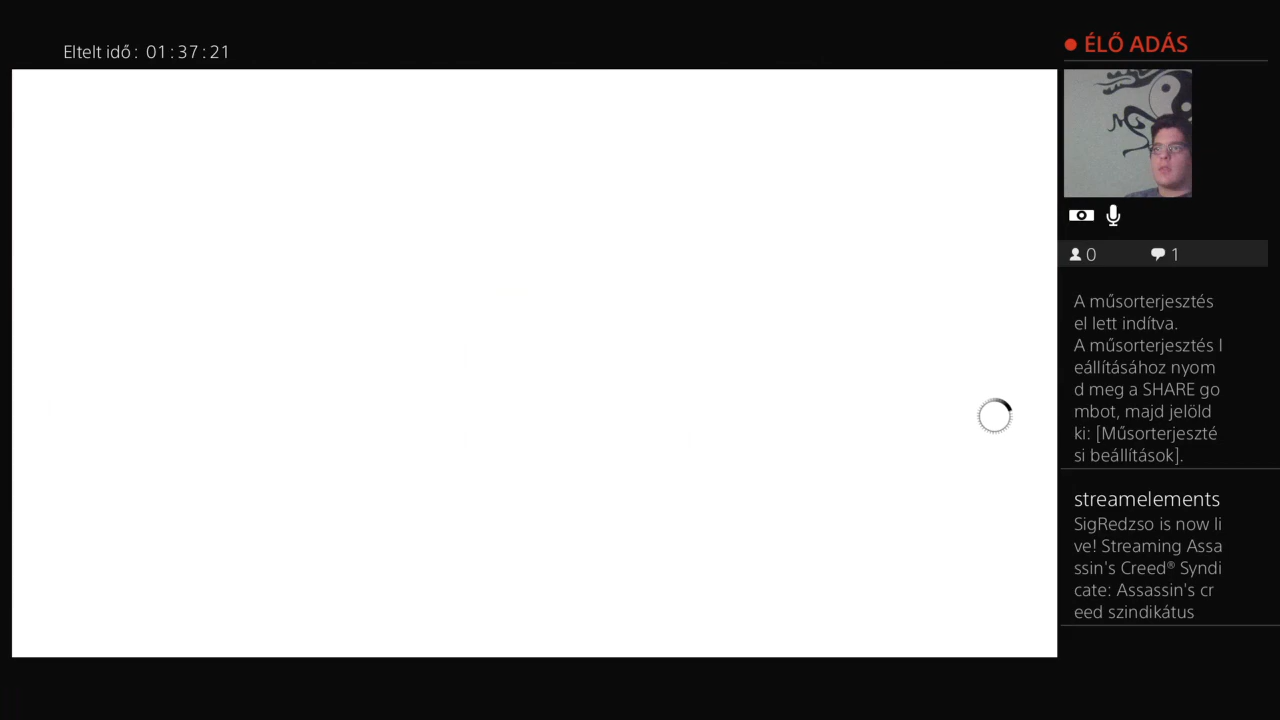 Eltelt idő: 01:37:21
ÉLŐ ADÁS
0 1
A műsorterjesztés
el lett indítva.
A műsorterjesztés l
eállításához nyom
d meg a SHARE go
mbot, majd jelöld
ki: [Műsorterjeszté
si beállítások].
streamelements
SigRedzso is now li
ve! Streaming Assa
ssin's Creed® Syndi
cate: Assassin's cr
eed szindikátus